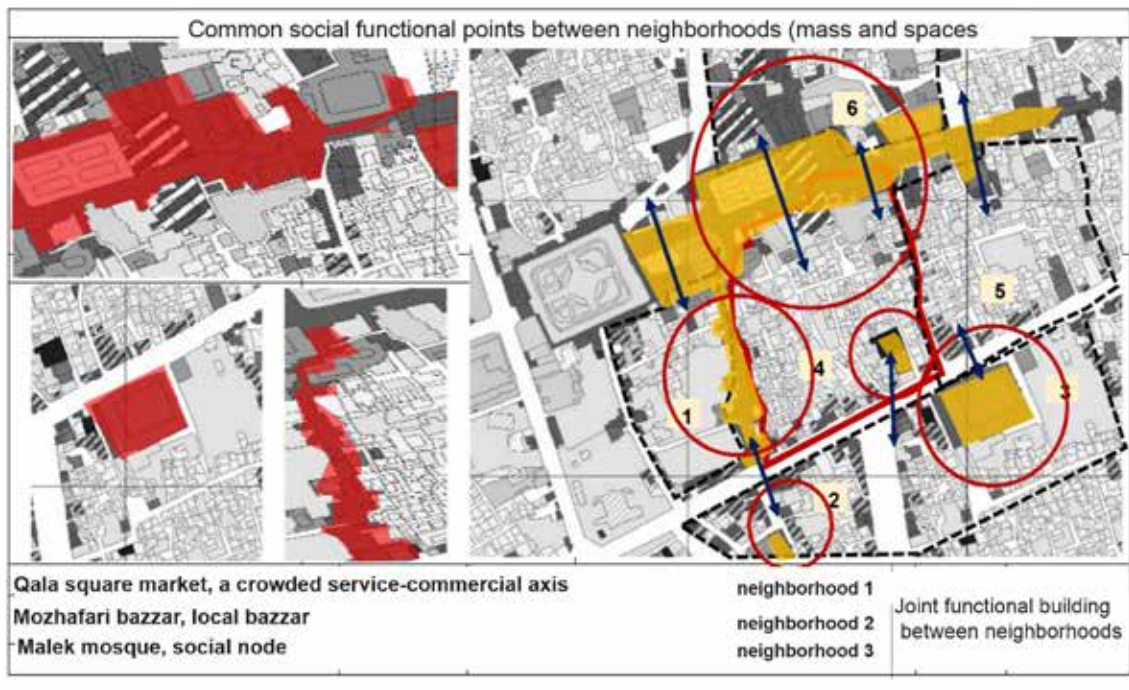 Common social functional points between neighborhoods (mass and spaces
6
5
4
3
1
2
Qala square market, a crowded service-commercial axis
Mozhafari bazzar, local bazzar
Malek mosque, social node
neighborhood 1
neighborhood 2
neighborhood 3
Joint functional building
between neighborhoods